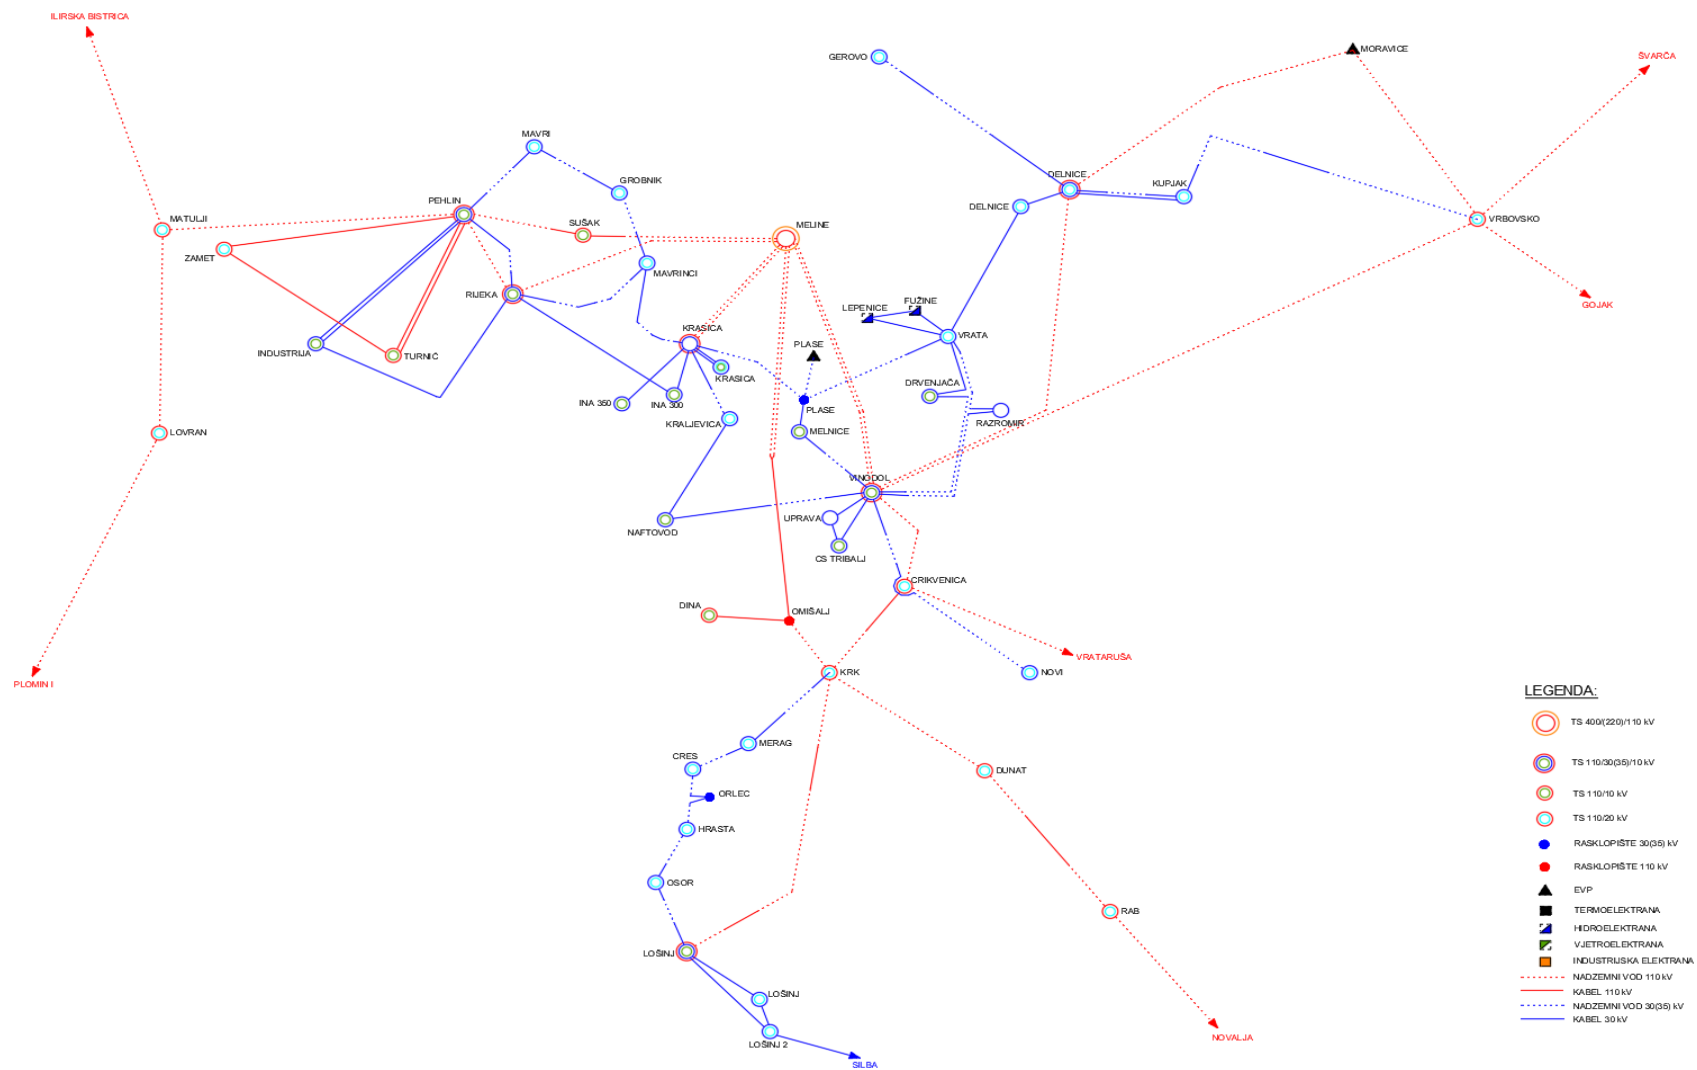 ILIRSKA BISTRICA
GEROVO
MORAVICE
ŠVARČA
MAVRI
GROBNIK
DELNICE
KUPJAK
PEHLIN
DELNICE
MATULJI
SUŠAK
MELINE
VRBOVSKO
ZAMET
MAVRINCI
RIJEKA
LEPENICE
FUŽINE
GOJAK
KRASICA
VRATA
INDUSTRIJA
TURNIĆ
PLASE
KRASICA
DRVENJAČA
INA 350
INA 300
PLASE
KRALJEVICA
RAZROMIR
LOVRAN
MELNICE
VINODOL
UPRAVA
NAFTOVOD
CS TRIBALJ
CRIKVENICA
DINA
OMIŠALJ
VRATARUŠA
PLOMIN I
KRK
NOVI
MERAG
CRES
DUNAT
ORLEC
HRASTA
OSOR
RAB
LOŠINJ
LOŠINJ
LOŠINJ 2
SILBA
NOVALJA
LEGENDA:
TS 400/(220)/110 kV
TS 110/30(35)/10 kV
TS 110/10 kV
TS 110/20 kV
RASKLOPIŠTE 30(35) kV
RASKLOPIŠTE 110 kV
EVP
TERMOELEKTRANA
HIDROELEKTRANA
VJETROELEKTRANA
INDUSTRIJSKA ELEKTRANA
NADZEMNI VOD 110 kV
KABEL 110 kV
NADZEMNI VOD 30(35) kV
KABEL 30 kV